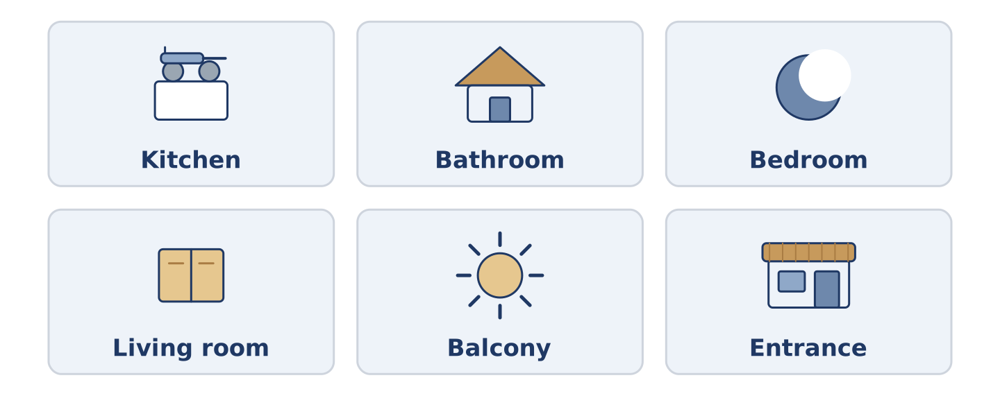 Kitchen
Bathroom
Bedroom
Living room
Balcony
Entrance